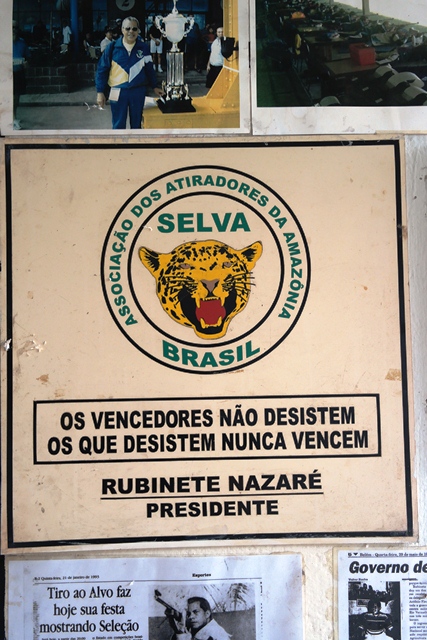 ASSOCIAÇÃO DOS ATIRADORES DA AMAZÔNIA
SELVA
BRASIL
OS VENCEDORES NÃO DESISTEM
OS QUE DESISTEM NUNCA VENCEM
RUBINETE NAZARÉ
PRESIDENTE
Esportes
Tiro ao Alvo faz
hoje sua festa
mostrando Seleção
Governo de